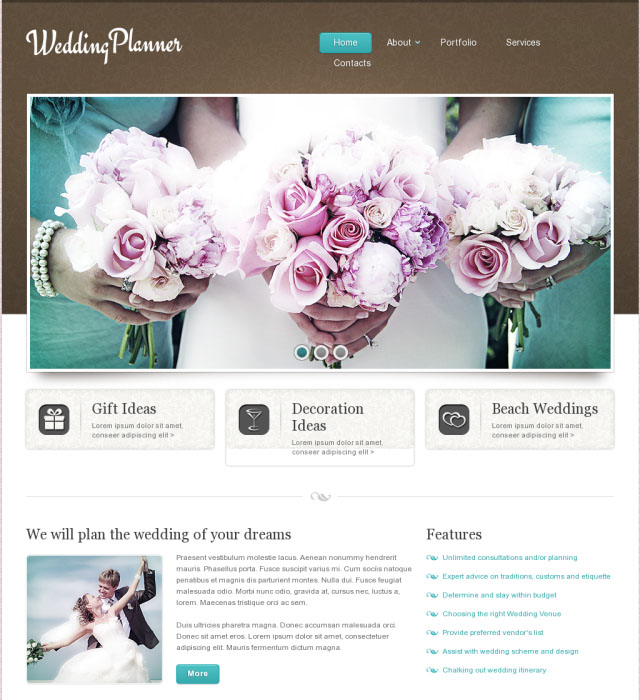 Wedding Planner
Home
About
Portfolio
Services
Contacts
Gift Ideas
Lorem ipsum dolor sit amet,
conseer adipiscing elit >
Decoration
Ideas
Lorem ipsum dolor sit amet,
conseer adipiscing elit >
Beach Weddings
Lorem ipsum dolor sit amet,
conseer adipiscing elit >
We will plan the wedding of your dreams
Praesent vestibulum molestie lacus. Aenean nonummy hendrerit
mauris. Phasellus porta. Fusce suscipit varius mi. Cum sociis natoque
penatibus et magnis dis parturient montes. Nulla dui. Fusce feugiat
malesuada odio. Morbi nunc odio, gravida at, cursus nec, luctus a,
lorem. Maecenas tristique orci ac sem.
Duis ultricies pharetra magna. Donec accumsan malesuada orci.
Donec sit amet eros. Lorem ipsum dolor sit amet, consectetuer
adipiscing elit. Mauris fermentum dictum magna.
More
Features
Unlimited consultations and/or planning
Expert advice on traditions, customs and etiquette
Determine and stay within budget
Choosing the right Wedding Venue
Provide preferred vendor's list
Assist with wedding scheme and design
Chalking out wedding itinerary